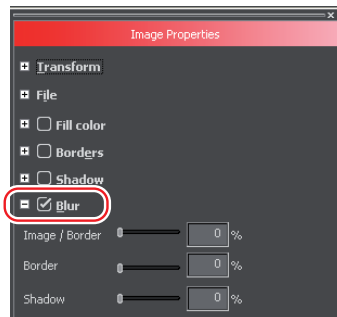 Image Properties
Transform
File
Fill color
Borders
Shadow
Blur
Image / Border 0 %
Border 0 %
Shadow 0 %